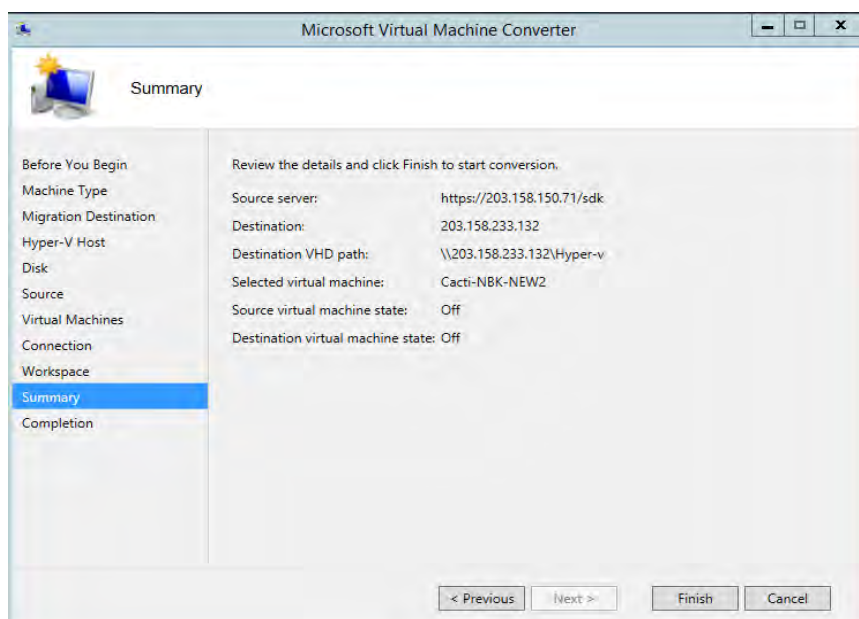 Microsoft Virtual Machine Converter
Summary
Before You Begin
Machine Type
Migration Destination
Hyper-V Host
Disk
Source
Virtual Machines
Connection
Workspace
Summary
Completion
Review the details and click Finish to start conversion.
Source server: https://203.158.150.71/sdk
Destination: 203.158.233.132
Destination VHD path: \\203.158.233.132\Hyper-v
Selected virtual machine: Cacti-NBK-NEW2
Source virtual machine state: Off
Destination virtual machine state: Off
< Previous Next > Finish Cancel